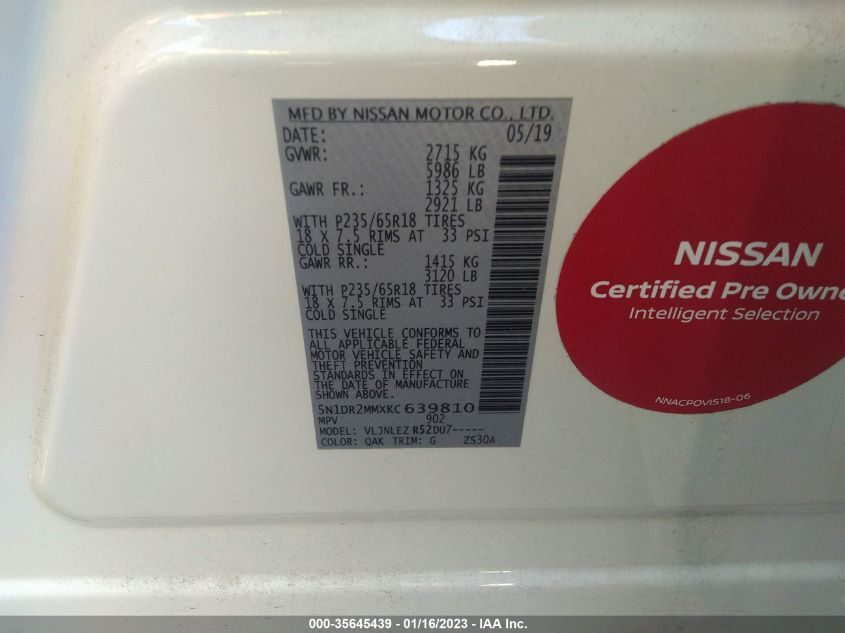 MFD BY NISSAN MOTOR CO., LTD.
DATE: 05/19
GVWR: 2715 KG
5986 LB
GAWR FR.: 1325 KG
2921 LB
WITH P235/65R18 TIRES
18 X 7.5 RIMS AT 33 PSI
COLD SINGLE
GAWR RR.: 1415 KG
3120 LB
WITH P235/65R18 TIRES
18 X 7.5 RIMS AT 33 PSI
COLD SINGLE
THIS VEHICLE CONFORMS TO
ALL APPLICABLE FEDERAL
MOTOR VEHICLE SAFETY AND
THEFT PREVENTION
STANDARDS IN EFFECT ON
THE DATE OF MANUFACTURE
SHOWN ABOVE.
5N1DR2MMXKC639810
MPV 902
MODEL: VLJNLEZ R52DU7-----
COLOR: QAK TRIM: G ZS30A
NISSAN
Certified Pre Owne
Intelligent Selection
NNACPOVIS18-06
000-35645439 - 01/16/2023 - IAA Inc.